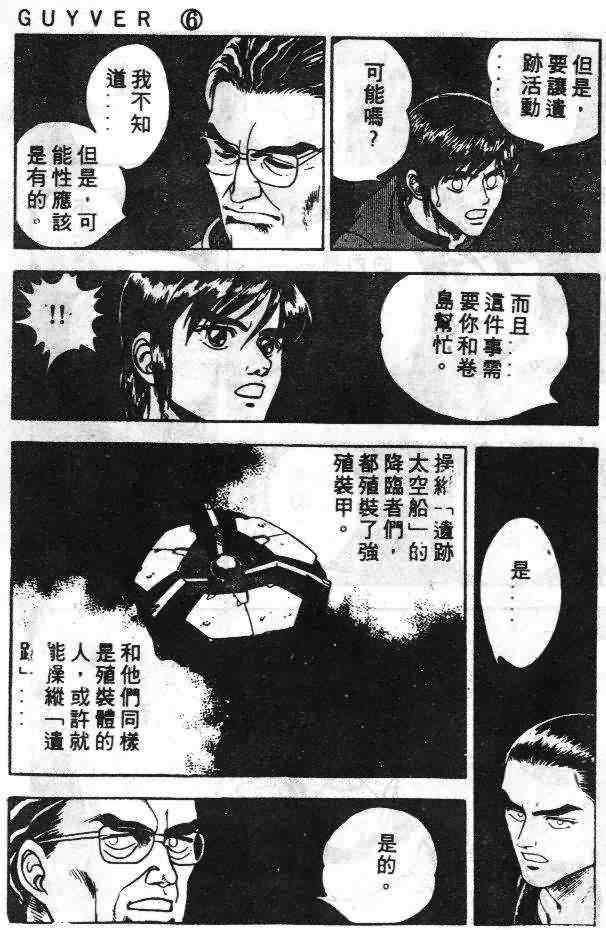 GUYVER ⑥
但是，
要讓遺
跡活動
……
可能嗎？
我不知
道……
但是，可
能性應該
是有的。
而且……
這件事需
要你和卷
島幫忙。
!!
是……
操縱「遺跡
太空船」的
降臨者們，
都殖裝了強
殖裝甲。
和他們同樣
是殖裝體的
人，或許就
能操縱「遺
跡」……
是的。